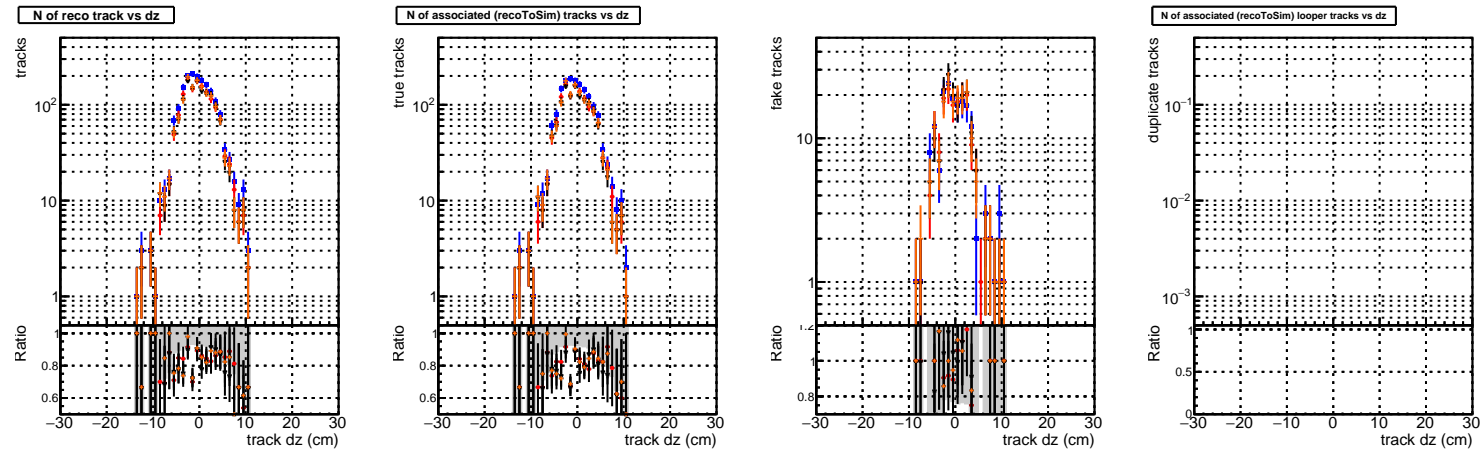 N of reco track vs dz
tracks
10²
10
1
Ratio
1
0.8
0.6
−30 −20 −10 0 10 20 30
track dz (cm)
N of associated (recoToSim) tracks vs dz
true tracks
10²
10
1
Ratio
1
0.8
0.6
−30 −20 −10 0 10 20 30
track dz (cm)
fake tracks
10
1
Ratio
1
0.8
−30 −20 −10 0 10 20 30
track dz (cm)
N of associated (recoToSim) looper tracks vs dz
duplicate tracks
10⁻¹
10⁻²
10⁻³
Ratio
1
0.5
0
−30 −20 −10 0 10 20 30
track dz (cm)